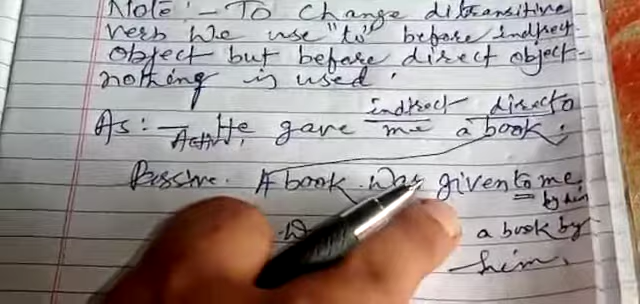 Note:- To change ditransitive
verb we use "to" before indirect
object but before direct object
nothing is used.
indirect directo
As:- He gave me a book.
Active,
Passive. A book was given to me
by him
a book by
him.